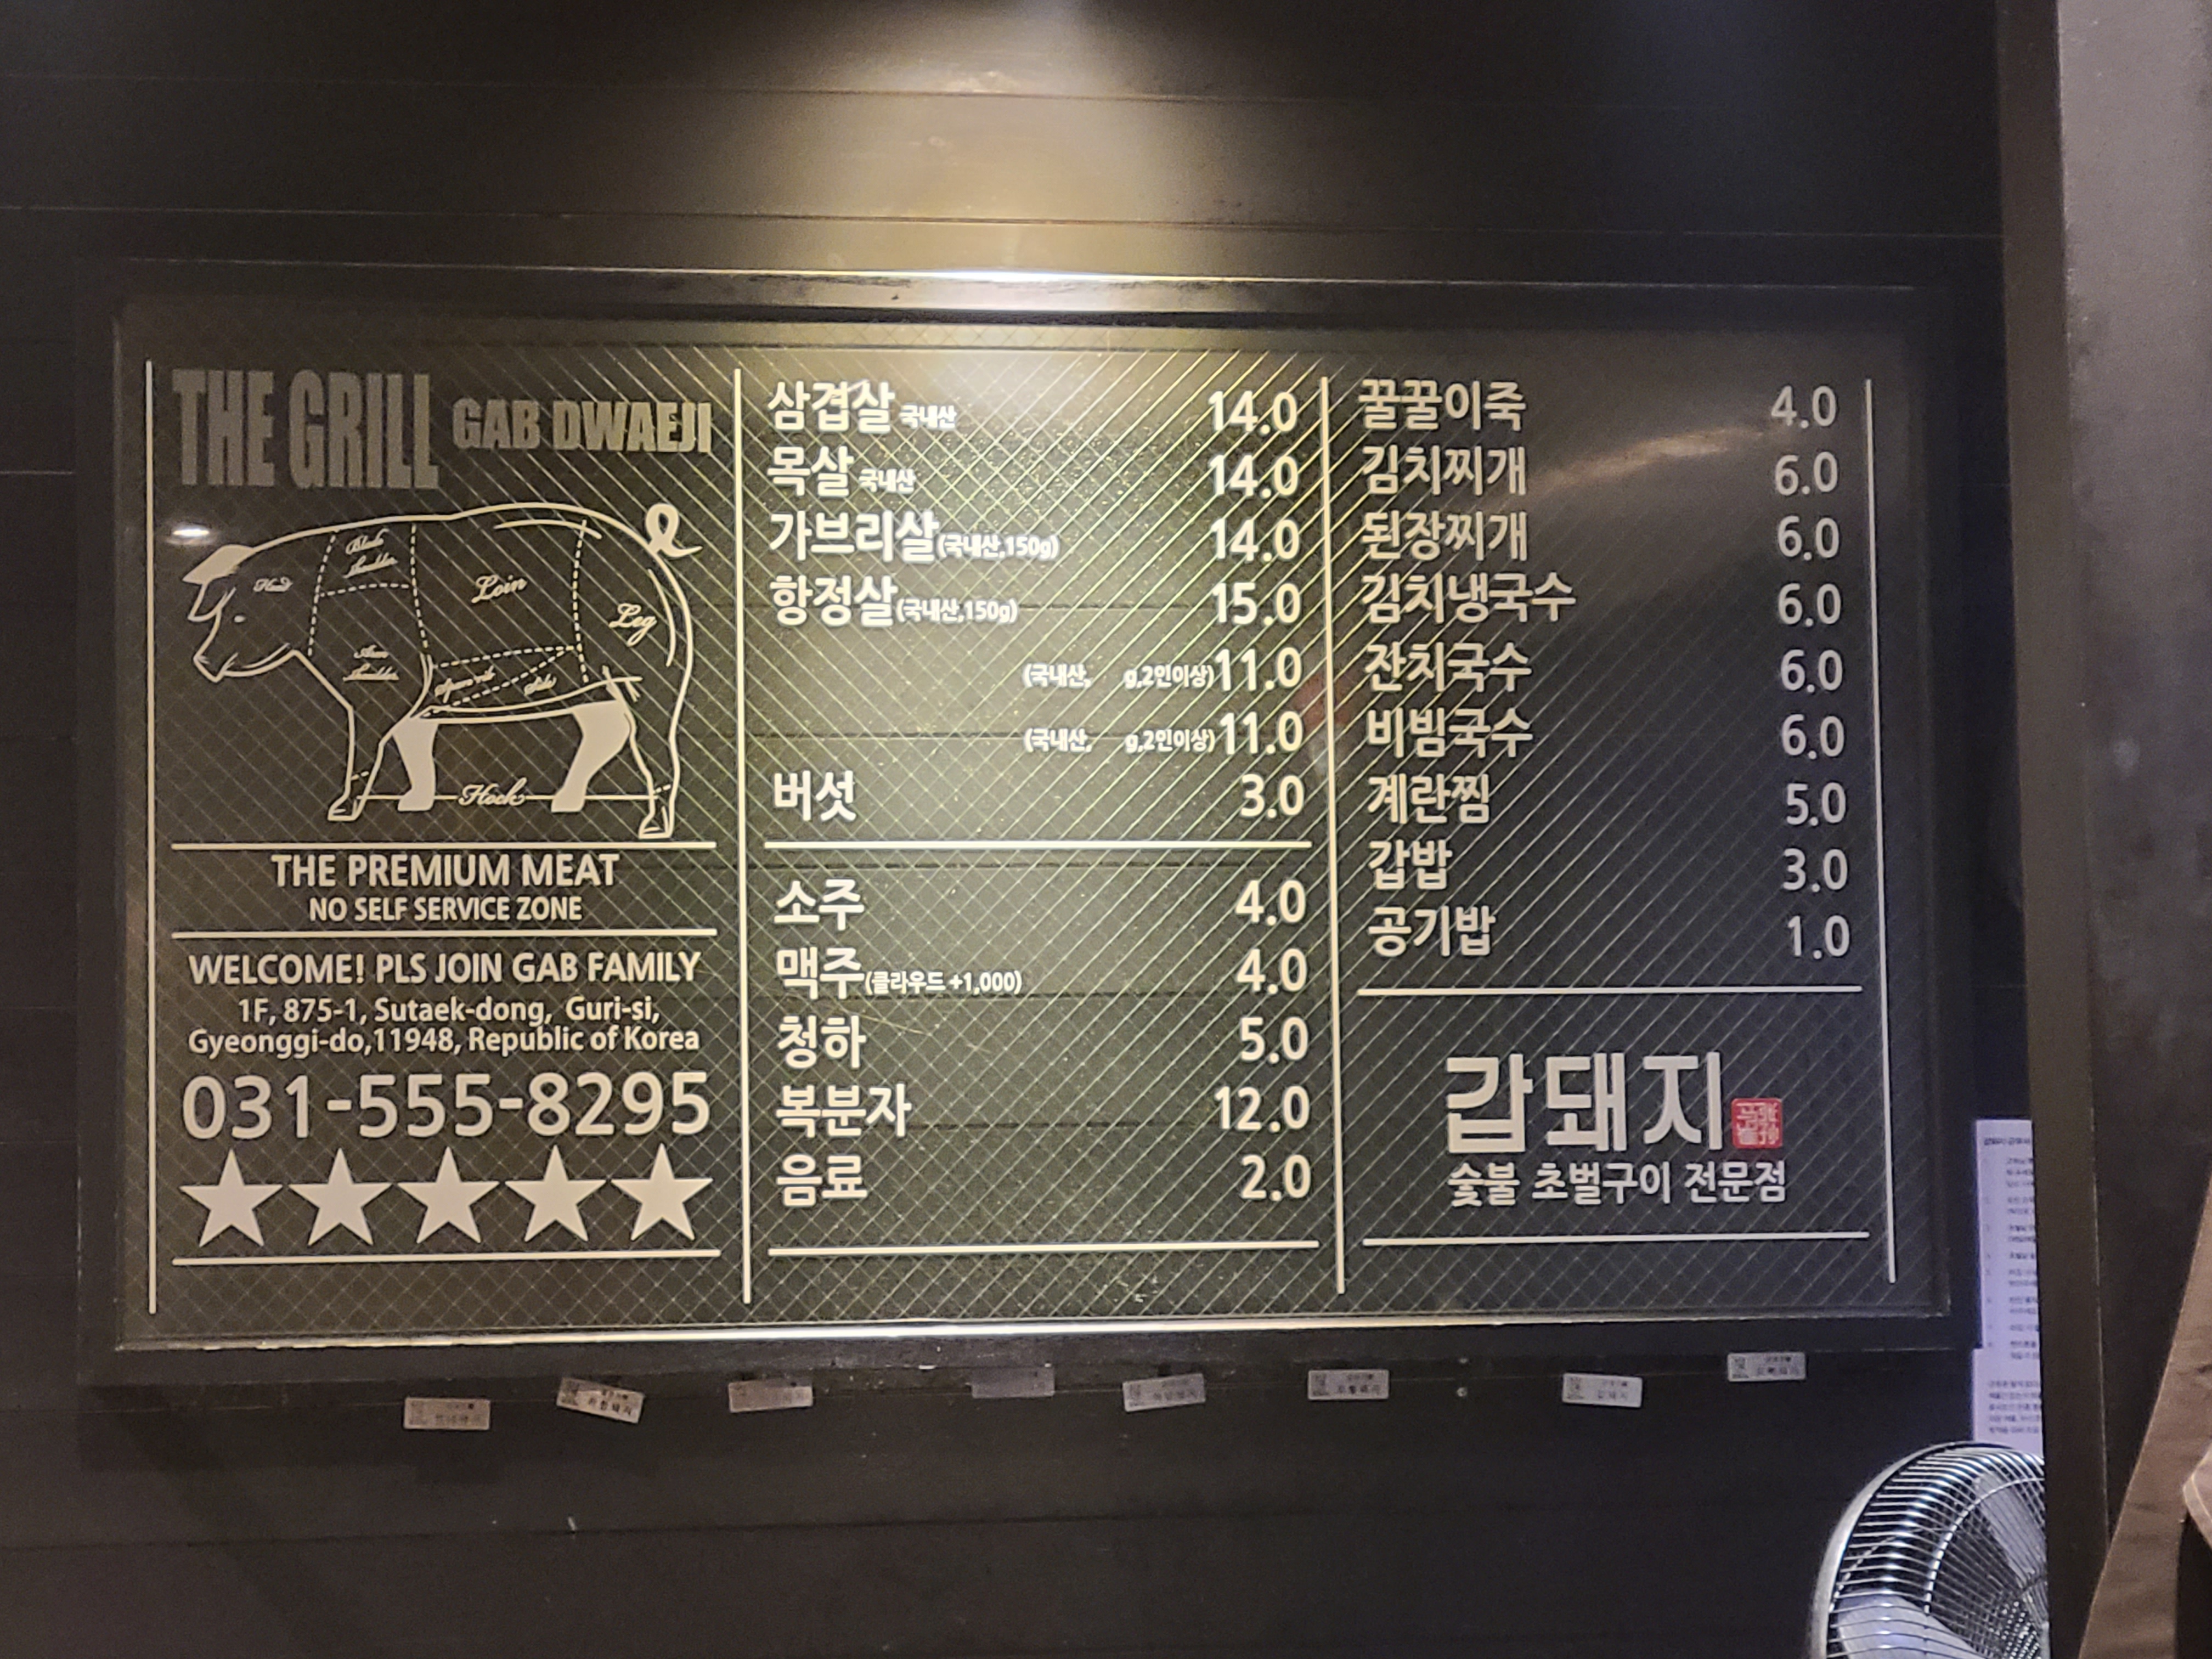 THE GRILL GAB DWAEJI
Head
Blade
Shoulder
Loin
Leg
Arm
Shoulder
Spare rib
Side
Hock
THE PREMIUM MEAT
NO SELF SERVICE ZONE
WELCOME! PLS JOIN GAB FAMILY
1F, 875-1, Sutaek-dong, Guri-si,
Gyeonggi-do,11948, Republic of Korea
031-555-8295
삼겹살 국내산 14.0
목살 국내산 14.0
가브리살(국내산,150g) 14.0
항정살(국내산,150g) 15.0
(국내산, g,2인이상) 11.0
(국내산, g,2인이상) 11.0
버섯 3.0
소주 4.0
맥주(클라우드 +1,000) 4.0
청하 5.0
복분자 12.0
음료 2.0
꿀꿀이죽 4.0
김치찌개 6.0
된장찌개 6.0
김치냉국수 6.0
잔치국수 6.0
비빔국수 6.0
계란찜 5.0
갑밥 3.0
공기밥 1.0
갑돼지
숯불 초벌구이 전문점